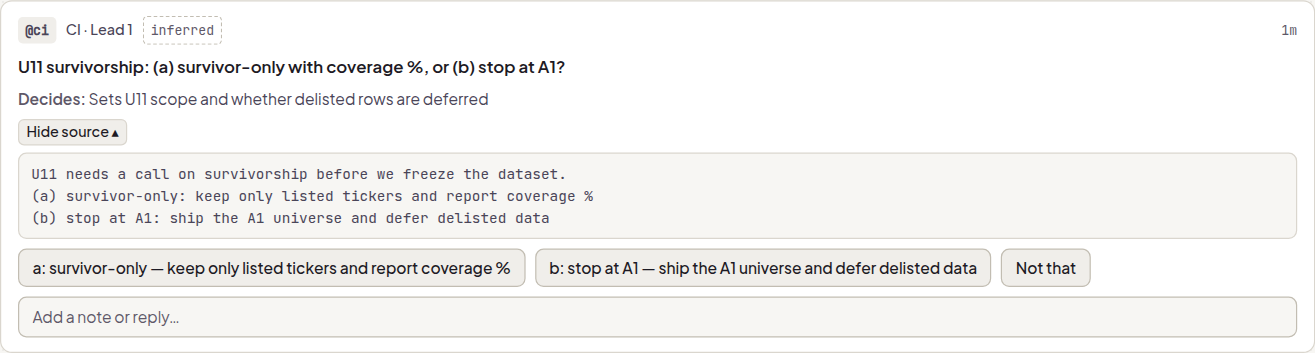 @ci CI · Lead 1 inferred 1m
U11 survivorship: (a) survivor-only with coverage %, or (b) stop at A1?
Decides: Sets U11 scope and whether delisted rows are deferred
Hide source ▴
U11 needs a call on survivorship before we freeze the dataset.
(a) survivor-only: keep only listed tickers and report coverage %
(b) stop at A1: ship the A1 universe and defer delisted data
a: survivor-only — keep only listed tickers and report coverage % b: stop at A1 — ship the A1 universe and defer delisted data Not that
Add a note or reply...